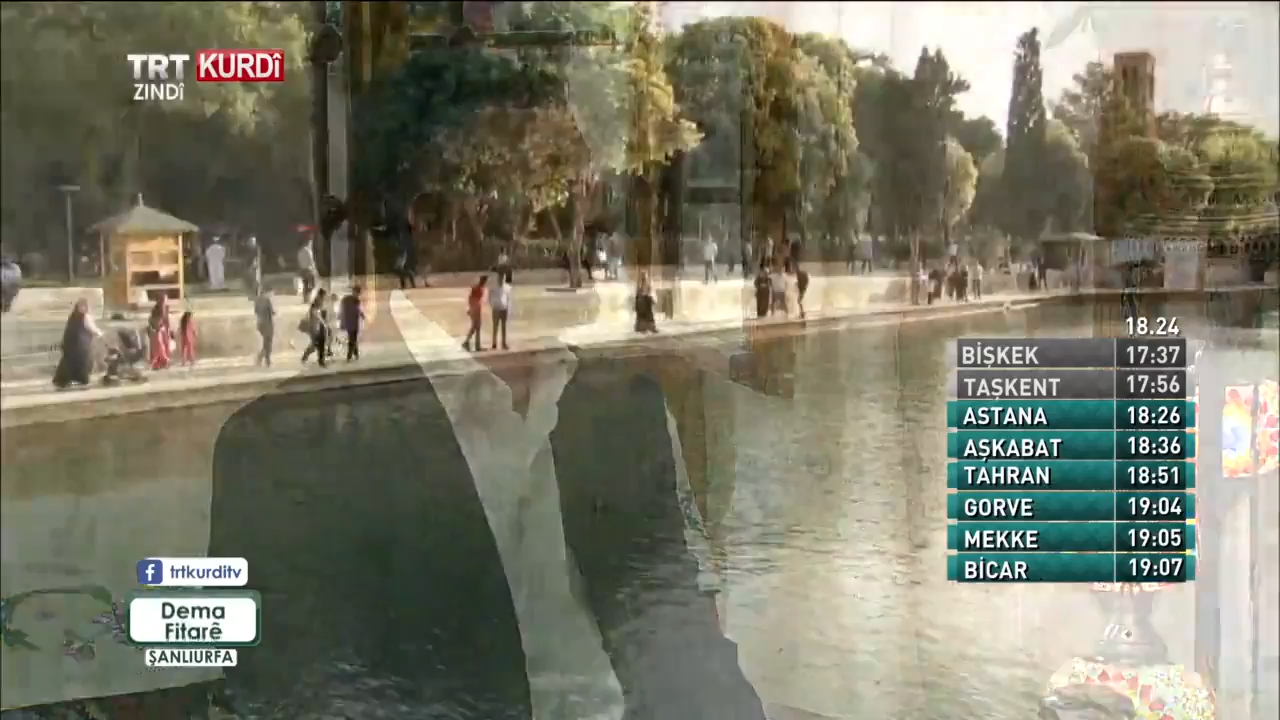 TRT KURDÎ
ZINDÎ
18.24
BİŞKEK 17:37
TAŞKENT 17:56
ASTANA 18:26
AŞKABAT 18:36
TAHRAN 18:51
GORVE 19:04
MEKKE 19:05
BİCAR 19:07
trtkurditv
Dema
Fitarê
ŞANLIURFA